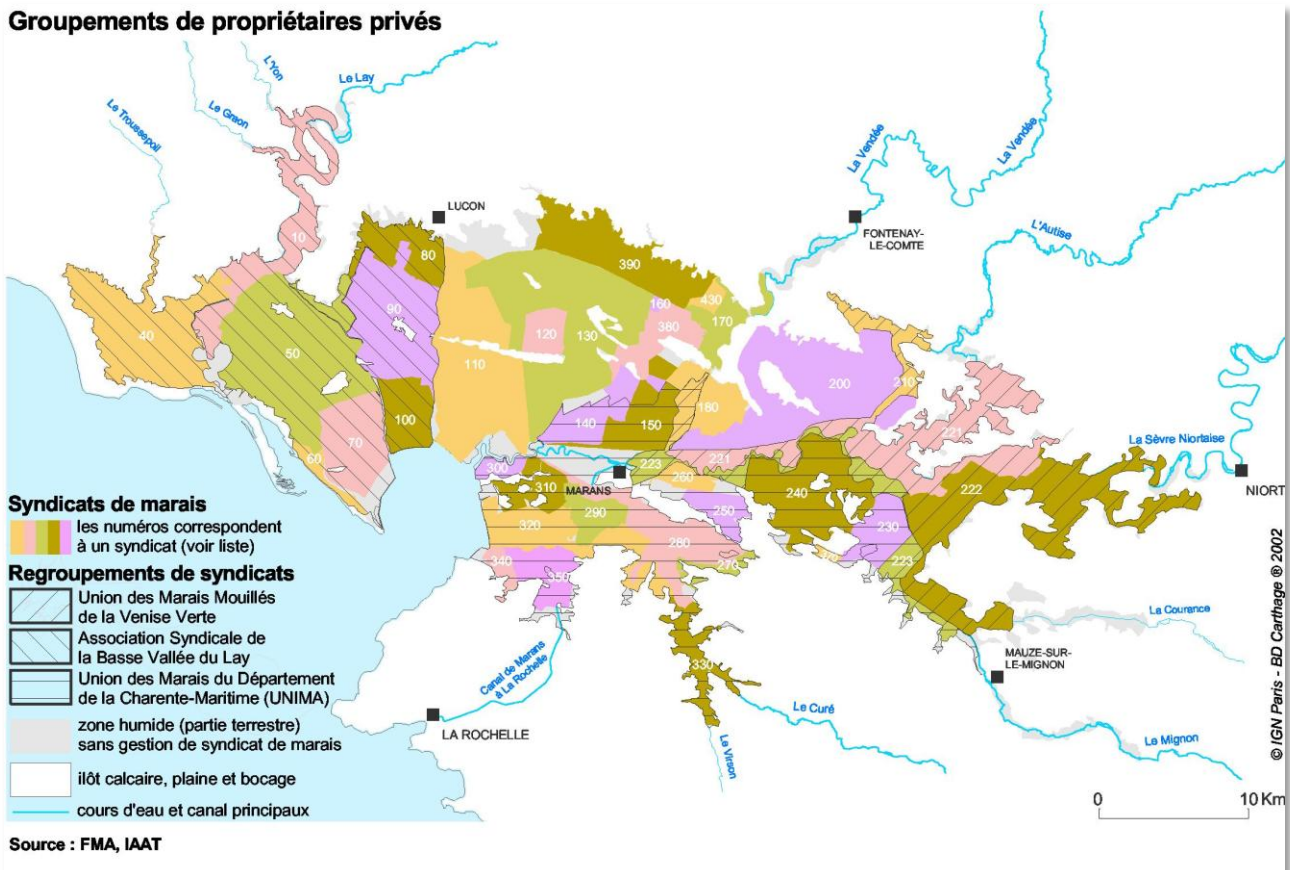 Groupements de propriétaires privés
L'Yon
Le Lay
Le Graon
Le Troussepoil
La Vendée
La Vendée
LUCON
FONTENAY-
LE-COMTE
L'Autise
10
80
390
40
90
160
430
50
130
380
170
120
110
200
210
180
70
100
140
150
221
60
223
221
La Sèvre Niortaise
300
MARANS
260
NIORT
310
240
222
250
230
320
290
280
340
270
370
223
350
330
La Courance
MAUZE-SUR-
LE-MIGNON
Canal de Marans
à La Rochelle
LA ROCHELLE
Le Curé
Le Virson
Le Mignon
Syndicats de marais
les numéros correspondent
à un syndicat (voir liste)
Regroupements de syndicats
Union des Marais Mouillés
de la Venise Verte
Association Syndicale de
la Basse Vallée du Lay
Union des Marais du Département
de la Charente-Maritime (UNIMA)
zone humide (partie terrestre)
sans gestion de syndicat de marais
ilôt calcaire, plaine et bocage
cours d'eau et canal principaux
0 10 Km
© IGN Paris - BD Carthage ® 2002
Source : FMA, IAAT